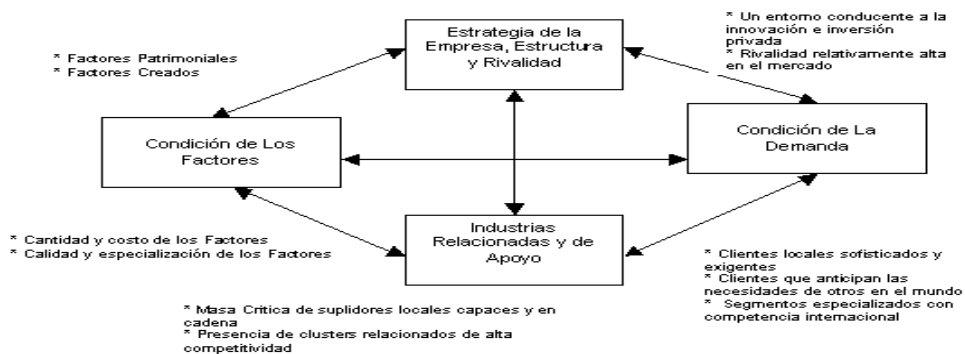 Estrategia de la
Empresa, Estructura
y Rivalidad
* Un entorno conducente a la
innovación e inversión
privada
* Rivalidad relativamente alta
en el mercado
* Factores Patrimoniales
* Factores Creados
Condición de Los
Factores
Condición de La
Demanda
* Cantidad y costo de los Factores
* Calidad y especialización de los Factores
Industrias
Relacionadas y de
Apoyo
* Clientes locales sofisticados y
exigentes
* Clientes que anticipan las
necesidades de otros en el mundo
* Segmentos especializados con
competencia internacional
* Masa Critica de suplidores locales capaces y en
cadena
* Presencia de clusters relacionados de alta
competitividad